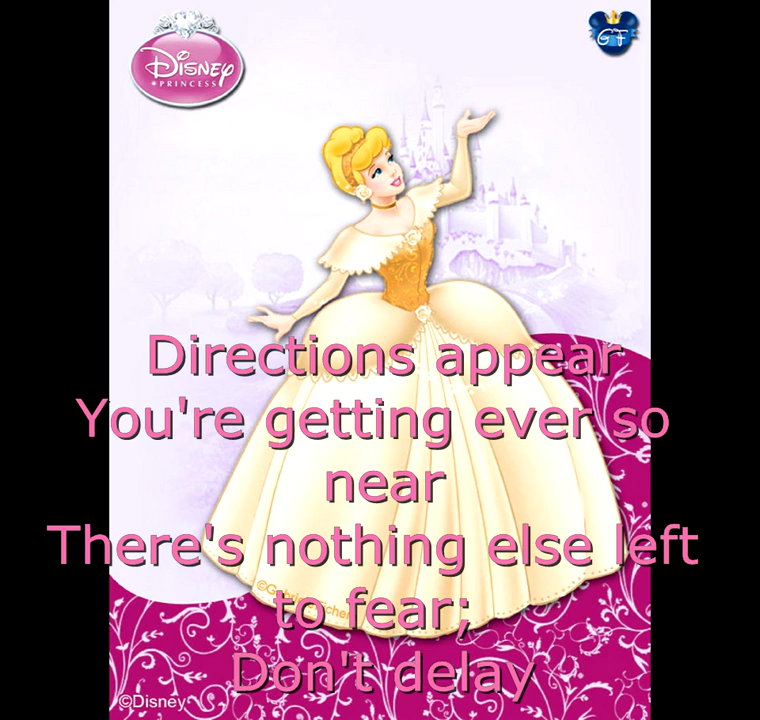 DISNEY
PRINCESS
GF
Directions appear
You're getting ever so
near
There's nothing else left
to fear;
Don't delay
©Disney